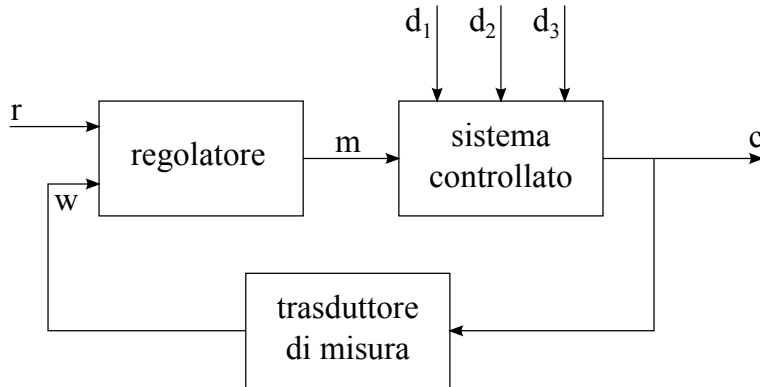 d1 d2 d3
r
regolatore
m
sistema
controllato
c
w
trasduttore
di misura